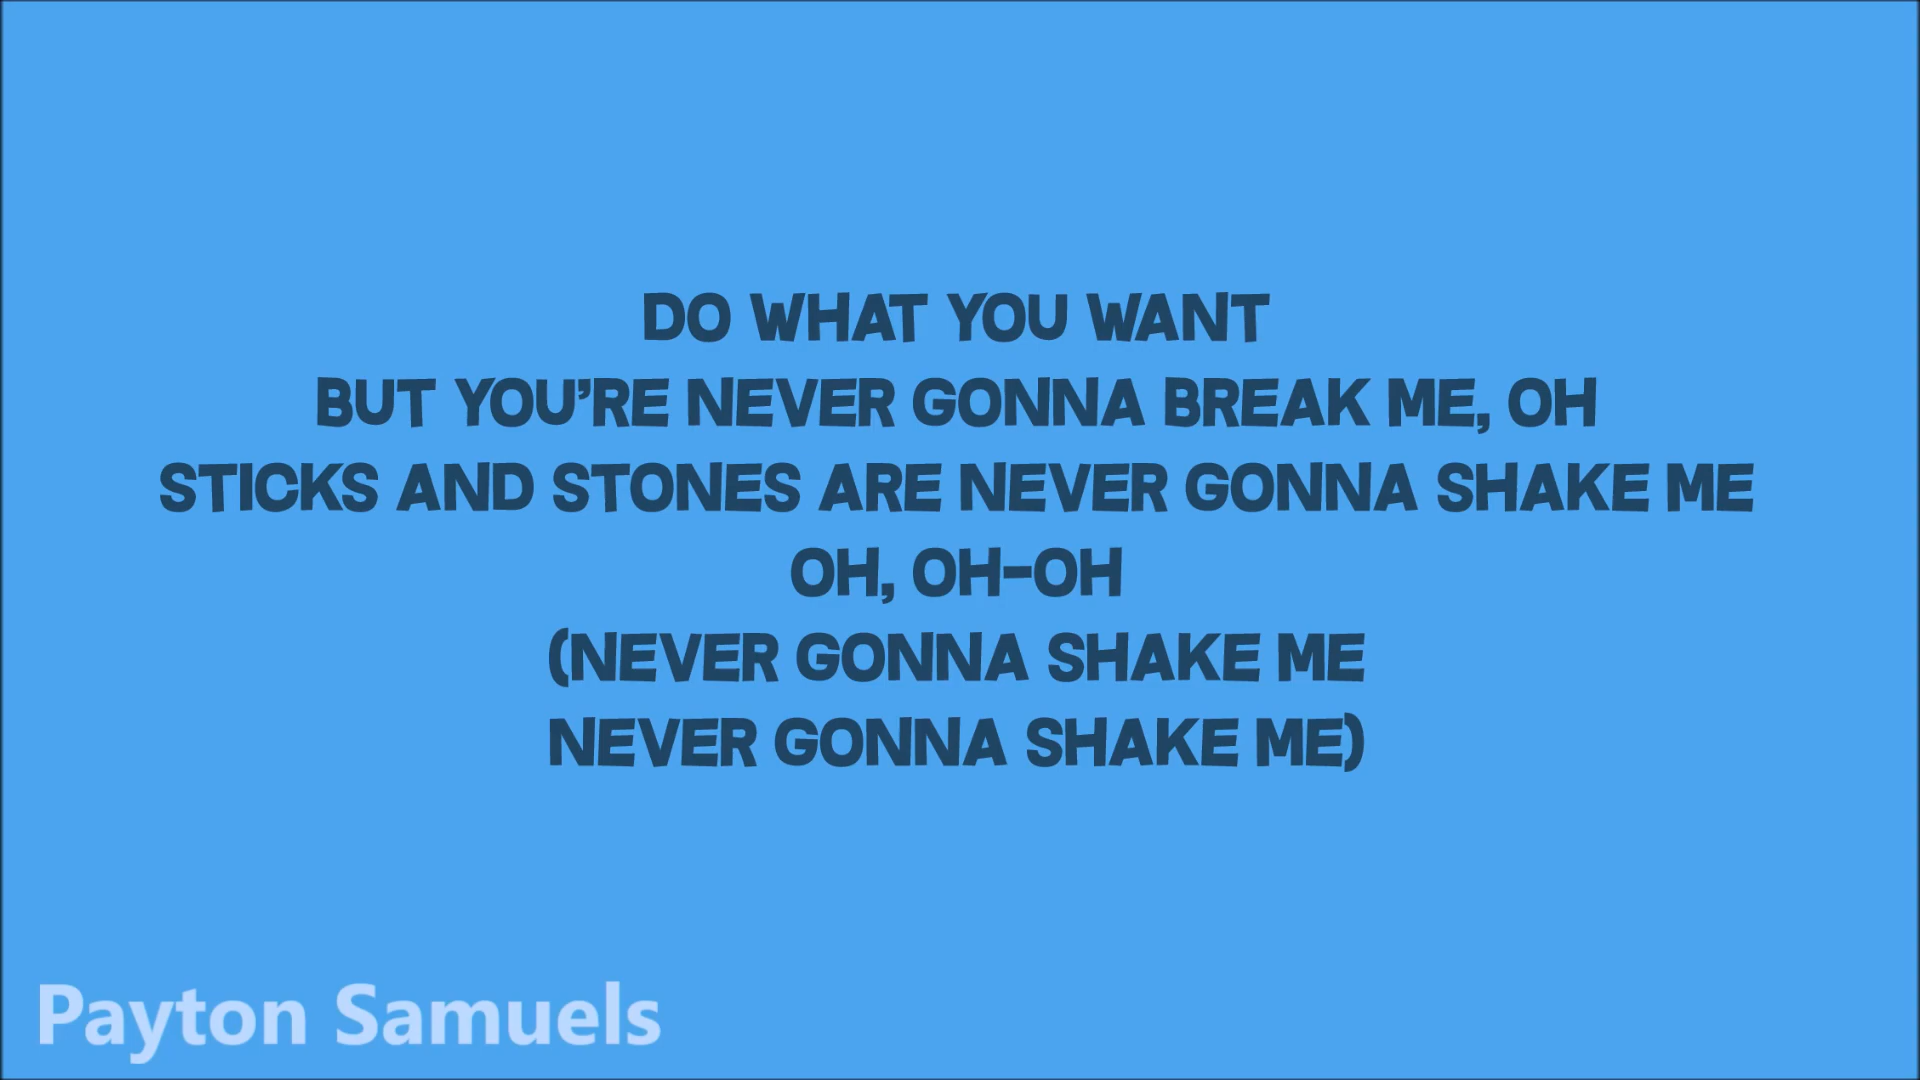 DO WHAT YOU WANT
BUT YOU’RE NEVER GONNA BREAK ME, OH
STICKS AND STONES ARE NEVER GONNA SHAKE ME
OH, OH-OH
(NEVER GONNA SHAKE ME
NEVER GONNA SHAKE ME)
Payton Samuels